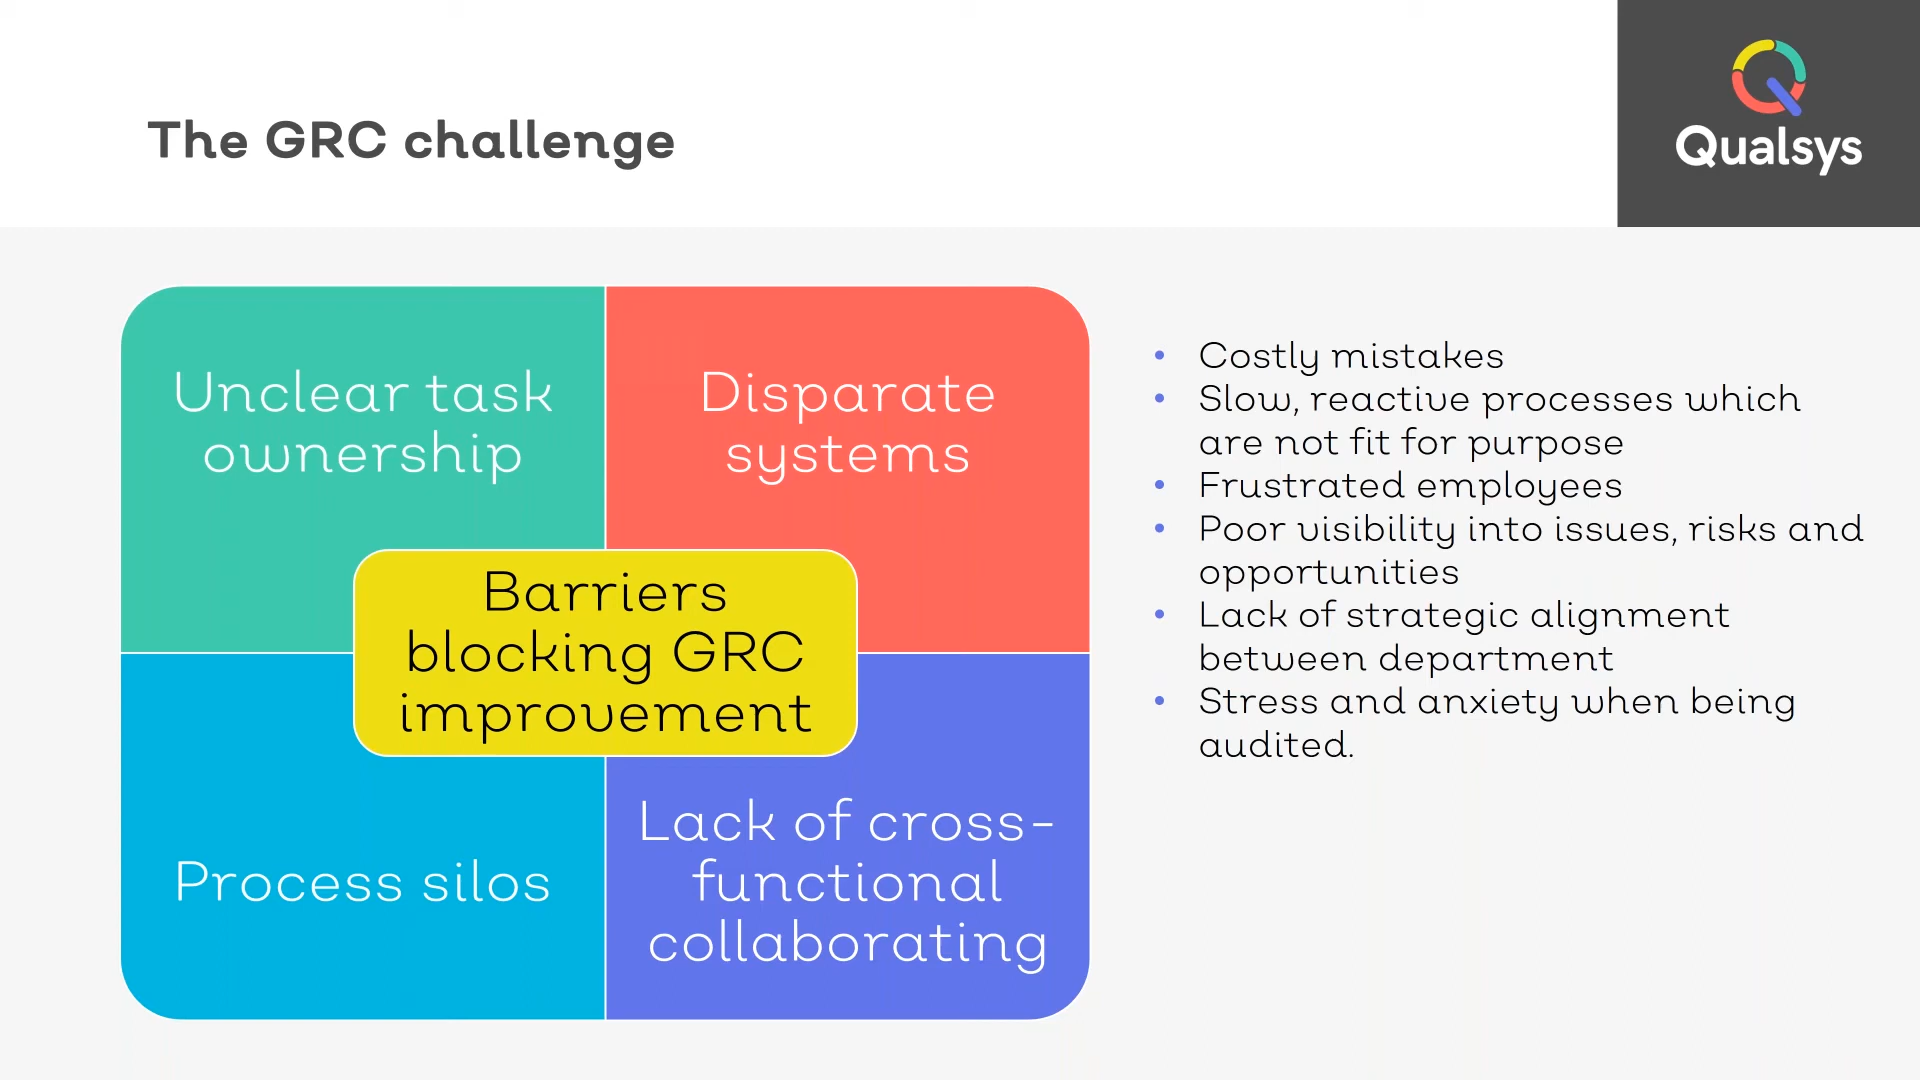 The GRC challenge
Qualsys
Unclear task
ownership
Disparate
systems
Barriers
blocking GRC
improvement
Process silos
Lack of cross-
functional
collaborating
• Costly mistakes
• Slow, reactive processes which
are not fit for purpose
• Frustrated employees
• Poor visibility into issues, risks and
opportunities
• Lack of strategic alignment
between department
• Stress and anxiety when being
audited.